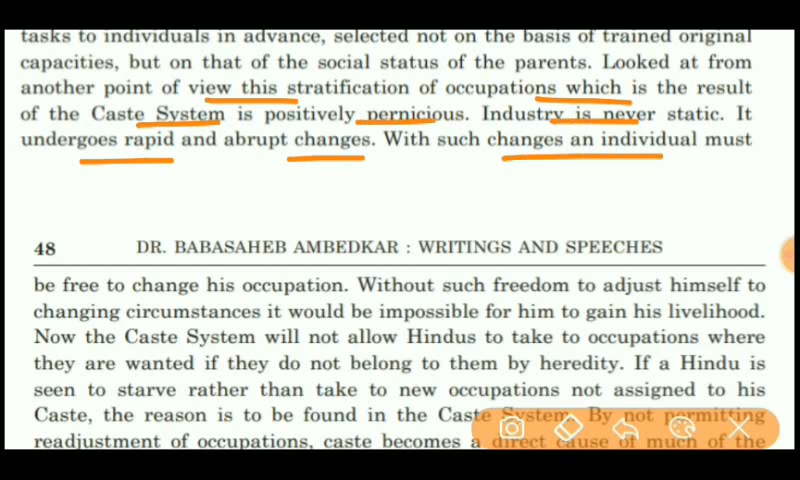 tasks to individuals in advance, selected not on the basis of trained original
capacities, but on that of the social status of the parents. Looked at from
another point of view this stratification of occupations which is the result
of the Caste System is positively pernicious. Industry is never static. It
undergoes rapid and abrupt changes. With such changes an individual must
48 DR. BABASAHEB AMBEDKAR : WRITINGS AND SPEECHES
be free to change his occupation. Without such freedom to adjust himself to
changing circumstances it would be impossible for him to gain his livelihood.
Now the Caste System will not allow Hindus to take to occupations where
they are wanted if they do not belong to them by heredity. If a Hindu is
seen to starve rather than take to new occupations not assigned to his
Caste, the reason is to be found in the Caste System. By not permitting
readjustment of occupations, caste becomes a direct cause of much of the